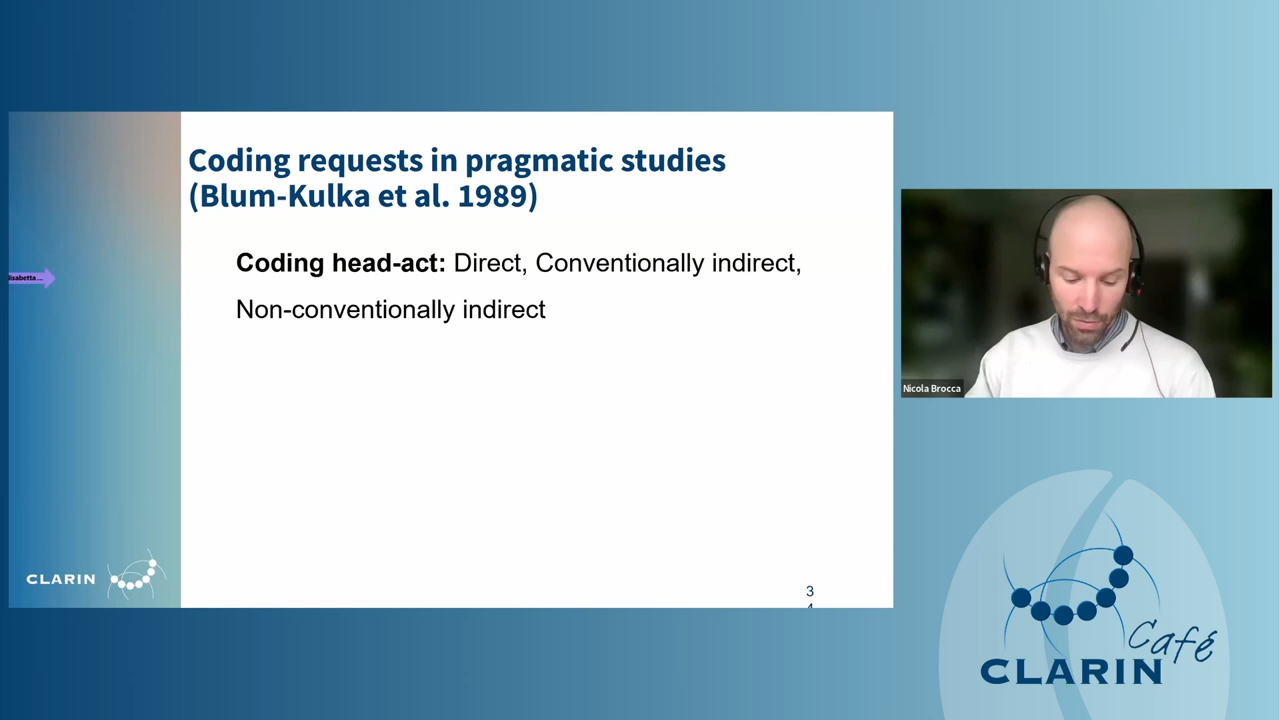 Coding requests in pragmatic studies
(Blum-Kulka et al. 1989)
Coding head-act: Direct, Conventionally indirect,
Non-conventionally indirect
Nicola Brocca
CLARIN
3
Café
CLARIN